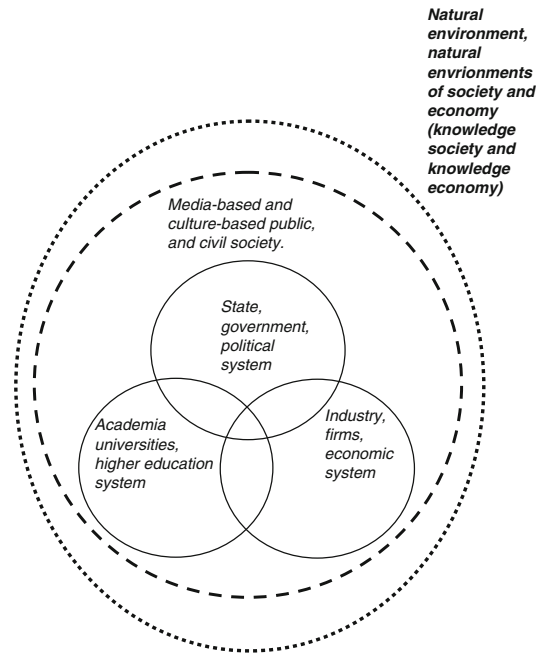 Natural
environment,
natural
envrionments
of society and
economy
(knowledge
society and
knowledge
economy)
Media-based and
culture-based public,
and civil society.
State,
government,
political
system
Academia
universities,
higher education
system
Industry,
firms,
economic
system